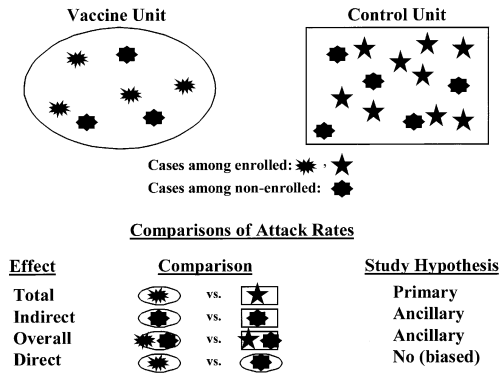 Vaccine Unit Control Unit
Cases among enrolled: ,
Cases among non-enrolled:
Comparisons of Attack Rates
Effect Comparison Study Hypothesis
Total vs. Primary
Indirect vs. Ancillary
Overall vs. Ancillary
Direct vs. No (biased)